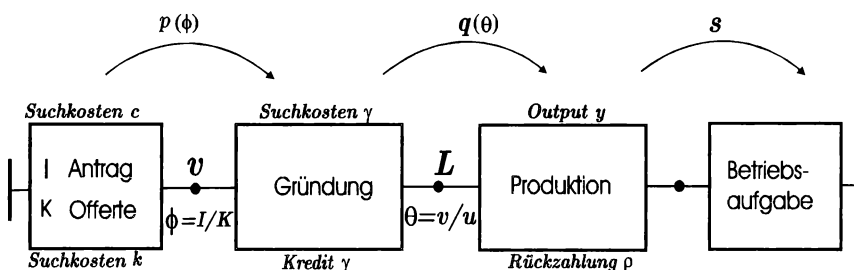 p(ϕ)
q(θ)
s
Suchkosten c
Suchkosten γ
Output y
I Antrag
K Offerte
v
Gründung
L
Produktion
Betriebs-
aufgabe
ϕ=I/K
θ=v/u
Suchkosten k
Kredit γ
Rückzahlung ρ